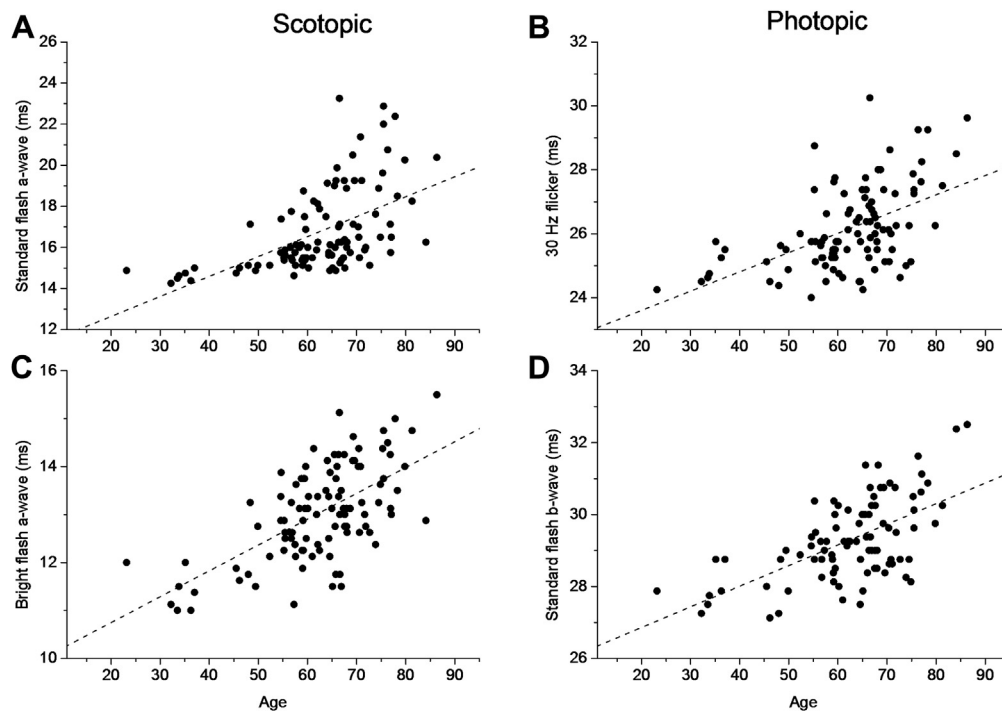 Scotopic
Photopic
A
B
Standard flash a-wave (ms)
26
24
22
20
18
16
14
12
20 30 40 50 60 70 80 90
30 Hz flicker (ms)
32
30
28
26
24
20 30 40 50 60 70 80 90
C
D
Bright flash a-wave (ms)
16
14
12
10
20 30 40 50 60 70 80 90
Age
Standard flash b-wave (ms)
34
32
30
28
26
20 30 40 50 60 70 80 90
Age